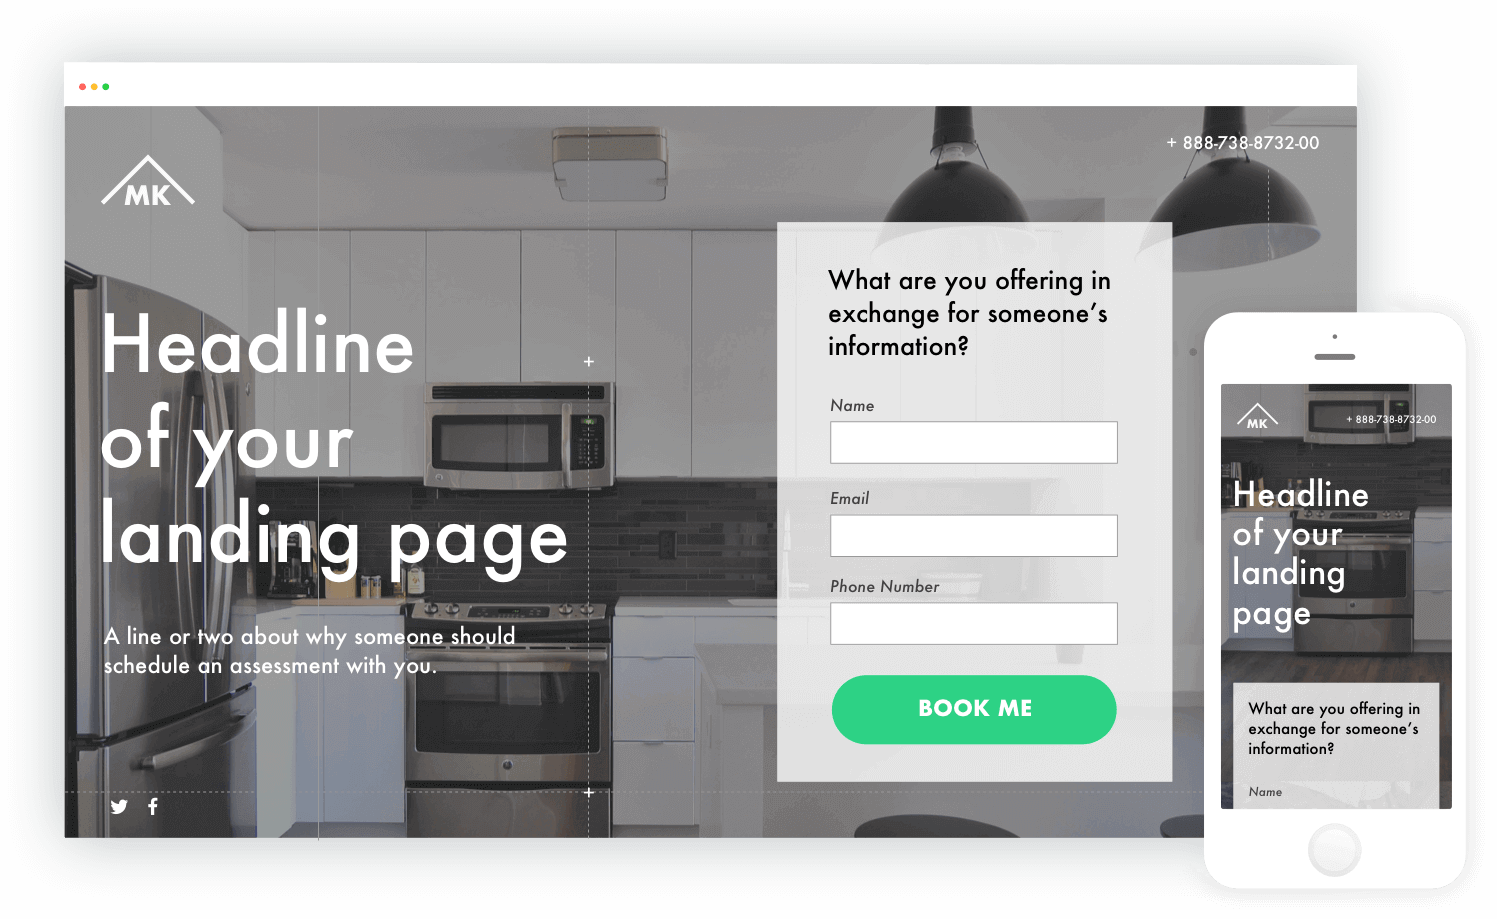 MK
+ 888-738-8732-00
Headline
of your
landing page
A line or two about why someone should
schedule an assessment with you.
What are you offering in
exchange for someone’s
information?
Name
Email
Phone Number
BOOK ME
MK
+ 888-738-8732-00
Headline
of your
landing
page
What are you offering in
exchange for someone’s
information?
Name